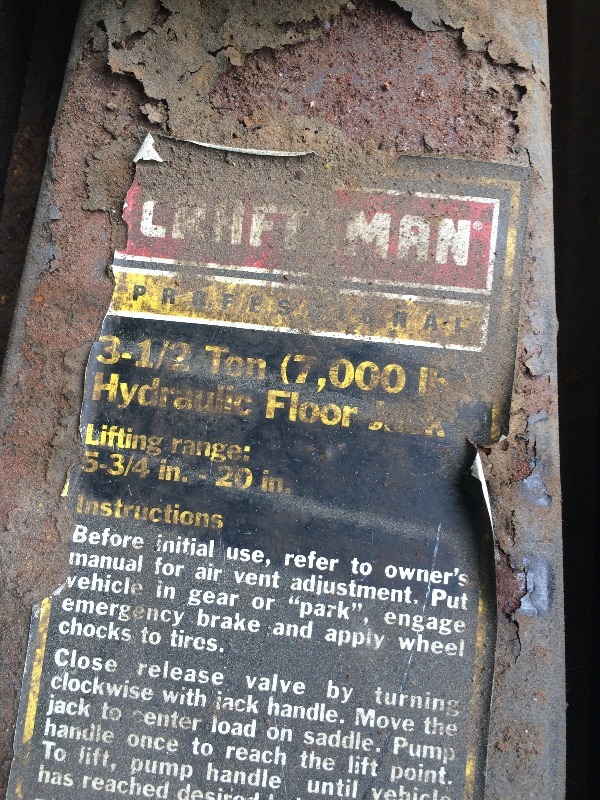 CRAFTSMAN®
PROFESSIONAL
3-1/2 Ton (7,000 lb
Hydraulic Floor Jack
Lifting range:
5-3/4 in. - 20 in.
Instructions
Before initial use, refer to owner's
manual for air vent adjustment. Put
vehicle in gear or “park”, engage
emergency brake and apply wheel
chocks to tires.
Close release valve by turning
clockwise with jack handle. Move the
jack to center load on saddle. Pump
handle once to reach the lift point.
To lift, pump handle until vehicle
has reached desired